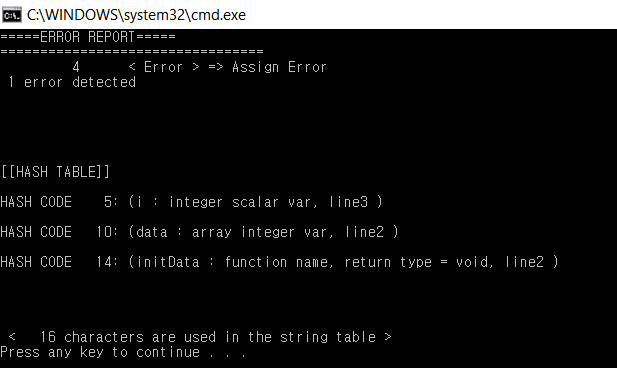 C:\WINDOWS\system32\cmd.exe
=====ERROR REPORT=====
=================================
4 < Error > => Assign Error
1 error detected
[[HASH TABLE]]
HASH CODE 5: (i : integer scalar var, line3 )
HASH CODE 10: (data : array integer var, line2 )
HASH CODE 14: (initData : function name, return type = void, line2 )
< 16 characters are used in the string table >
Press any key to continue . . .